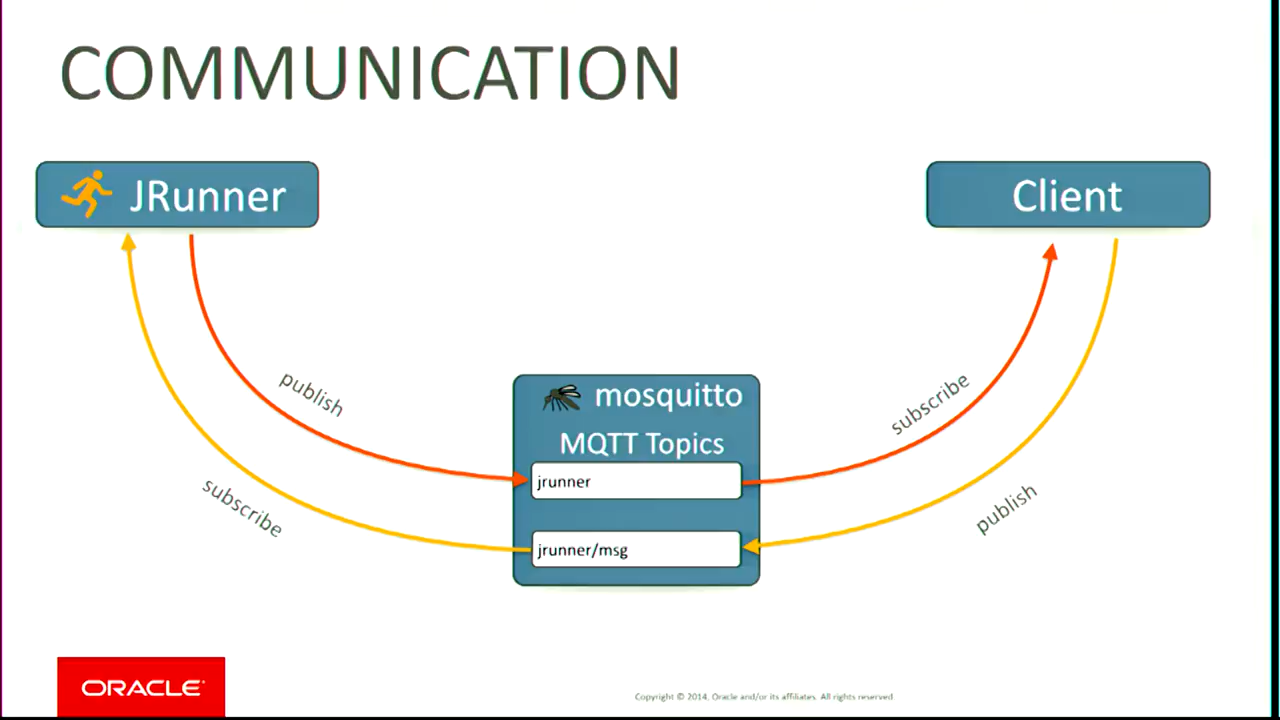 COMMUNICATION
JRunner
Client
publish
subscribe
mosquitto
MQTT Topics
jrunner
jrunner/msg
subscribe
publish
ORACLE
Copyright © 2014, Oracle and/or its affiliates. All rights reserved.